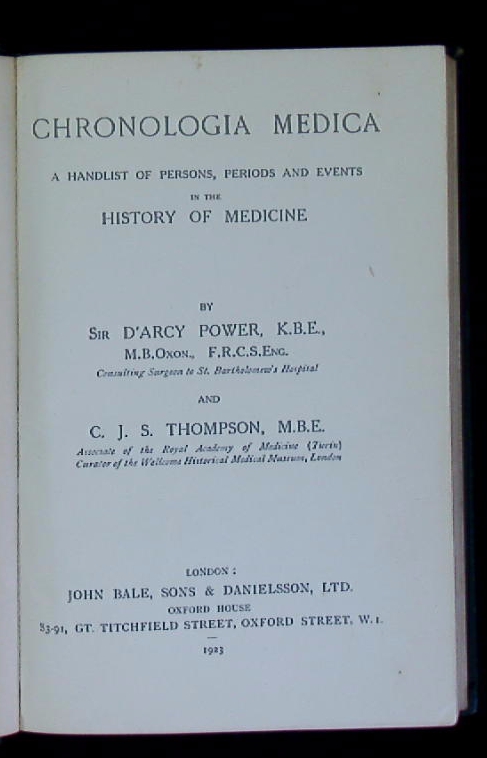 CHRONOLOGIA MEDICA
A HANDLIST OF PERSONS, PERIODS AND EVENTS
IN THE
HISTORY OF MEDICINE
BY
SIR D'ARCY POWER, K.B.E.,
M.B.OXON., F.R.C.S.ENG.
Consulting Surgeon to St. Bartholomew's Hospital
AND
C. J. S. THOMPSON, M.B.E.
Associate of the Royal Academy of Medicine (Turin)
Curator of the Wellcome Historical Medical Museum, London
LONDON:
JOHN BALE, SONS & DANIELSSON, LTD.
OXFORD HOUSE
83-91, GT. TITCHFIELD STREET, OXFORD STREET, W.1.
1923